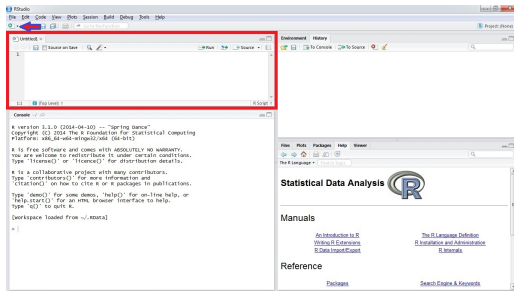 RStudio
File Edit Code View Plots Session Build Debug Tools Help
Go to file/function
Project: (None)
Untitled1
Source on Save
Run
Source
1
1:1
(Top Level)
R Script
Console ~/
R version 3.1.0 (2014-04-10) -- "Spring Dance"
Copyright (C) 2014 The R Foundation for Statistical Computing
Platform: x86_64-w64-mingw32/x64 (64-bit)
R is free software and comes with ABSOLUTELY NO WARRANTY.
You are welcome to redistribute it under certain conditions.
Type 'license()' or 'licence()' for distribution details.
R is a collaborative project with many contributors.
Type 'contributors()' for more information and
'citation()' on how to cite R or R packages in publications.
Type 'demo()' for some demos, 'help()' for on-line help, or
'help.start()' for an HTML browser interface to help.
Type 'q()' to quit R.
[Workspace loaded from ~/.RData]
>
Environment History
To Console To Source
Files Plots Packages Help Viewer
The R Language
Statistical Data Analysis R
Manuals
An Introduction to R
The R Language Definition
Writing R Extensions
R Installation and Administration
R Data Import/Export
R Internals
Reference
Packages
Search Engine & Keywords